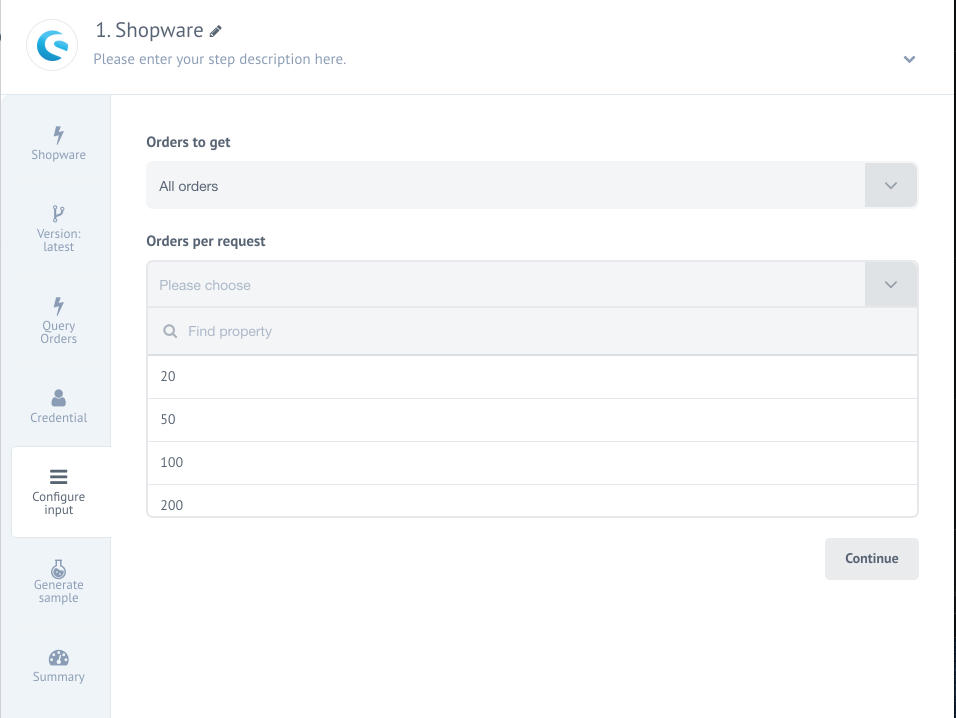 1. Shopware
Please enter your step description here.
Shopware
Version:
latest
Query
Orders
Credential
Configure
input
Generate
sample
Summary
Orders to get
All orders
Orders per request
Please choose
Find property
20
50
100
200
Continue